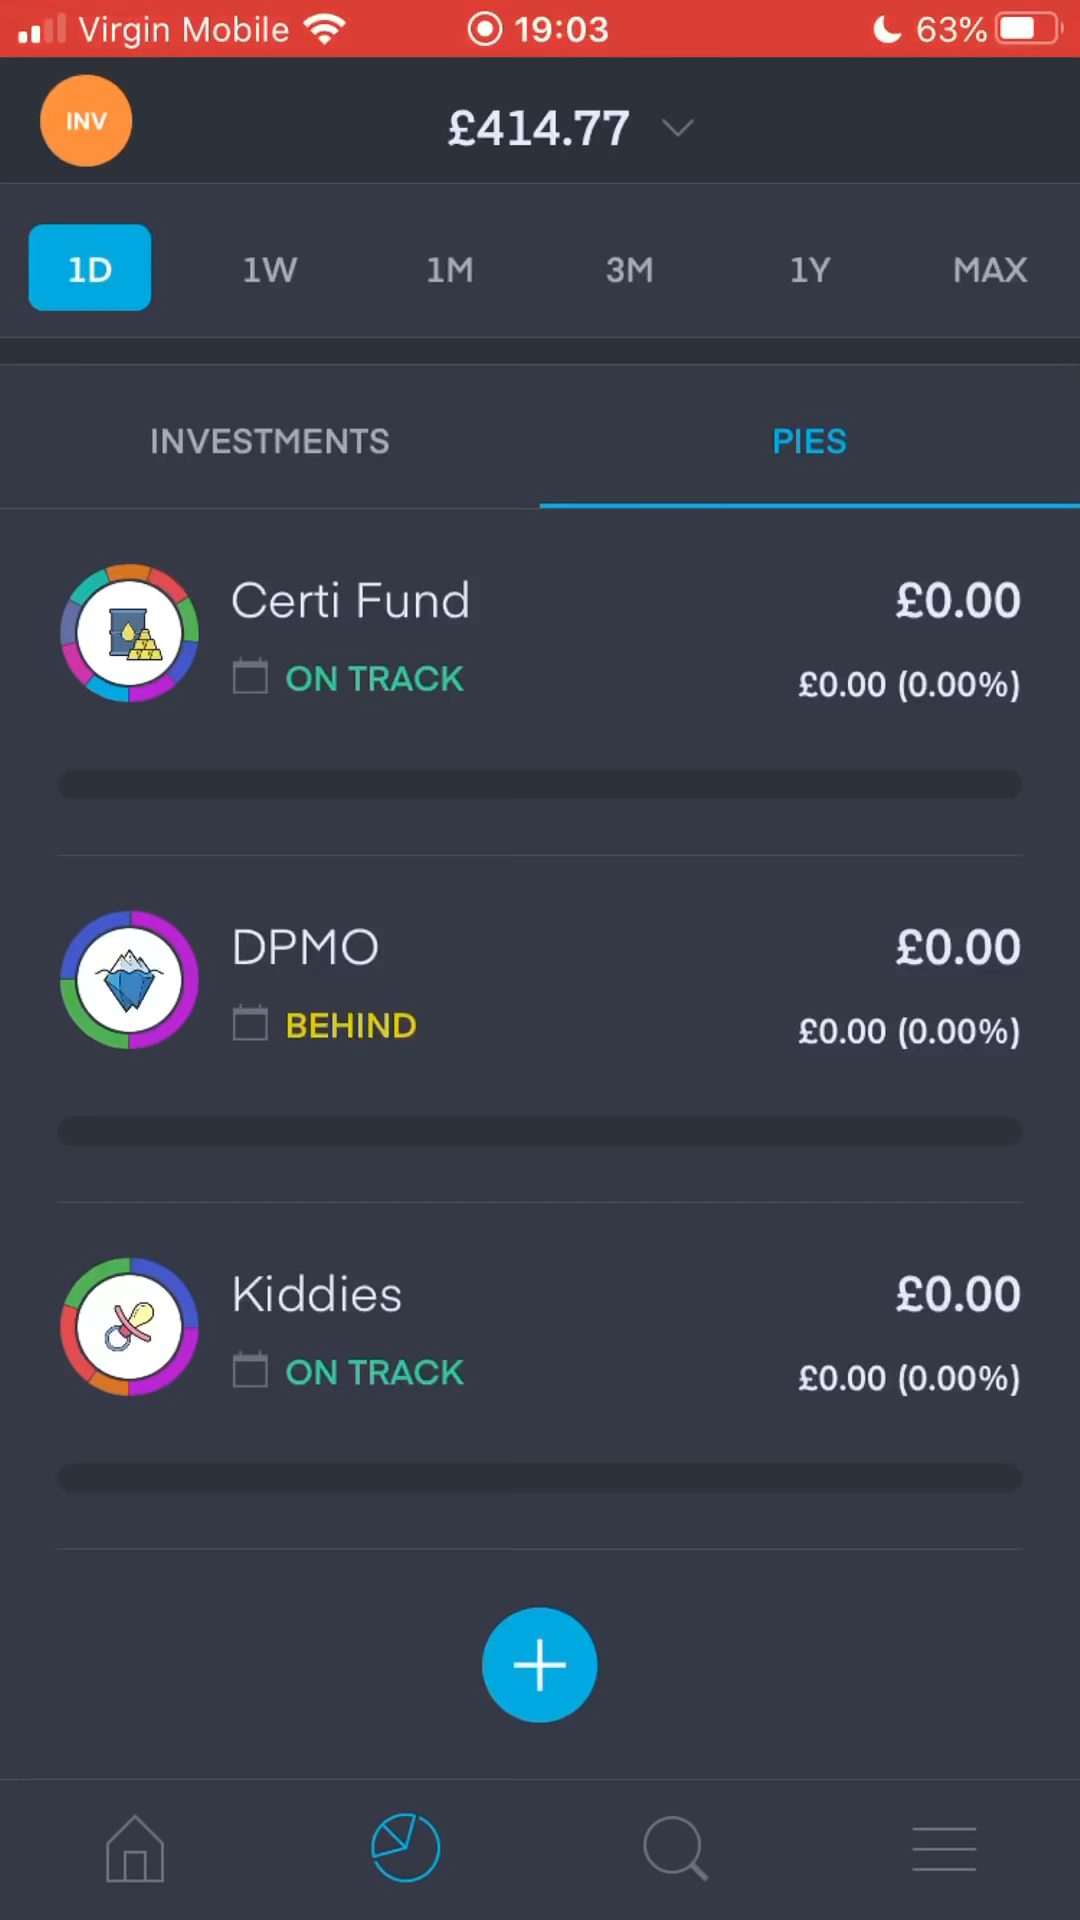 Virgin Mobile 19:03 63%
INV £414.77
1D 1W 1M 3M 1Y MAX
INVESTMENTS PIES
Certi Fund £0.00
ON TRACK £0.00 (0.00%)
DPMO £0.00
BEHIND £0.00 (0.00%)
Kiddies £0.00
ON TRACK £0.00 (0.00%)